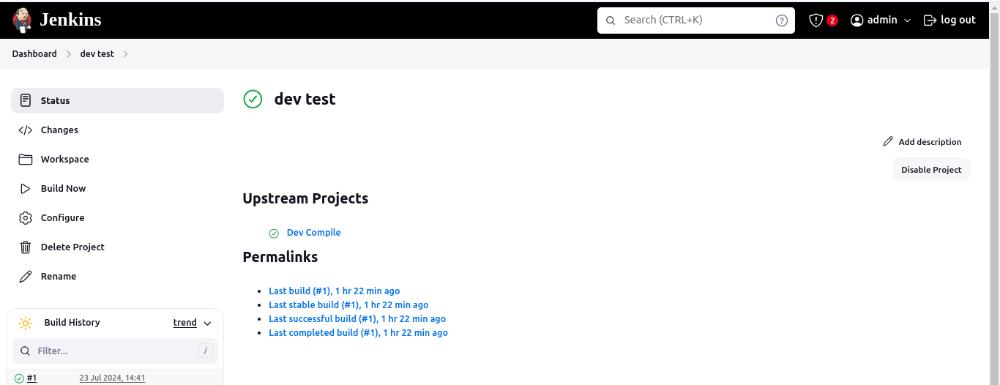 Jenkins
Search (CTRL+K)
2
admin
log out
Dashboard
dev test
Status
Changes
Workspace
Build Now
Configure
Delete Project
Rename
Build History
trend
Filter...
/
#1
23 Jul 2024, 14:41
dev test
Add description
Disable Project
Upstream Projects
Dev Compile
Permalinks
Last build (#1), 1 hr 22 min ago
Last stable build (#1), 1 hr 22 min ago
Last successful build (#1), 1 hr 22 min ago
Last completed build (#1), 1 hr 22 min ago